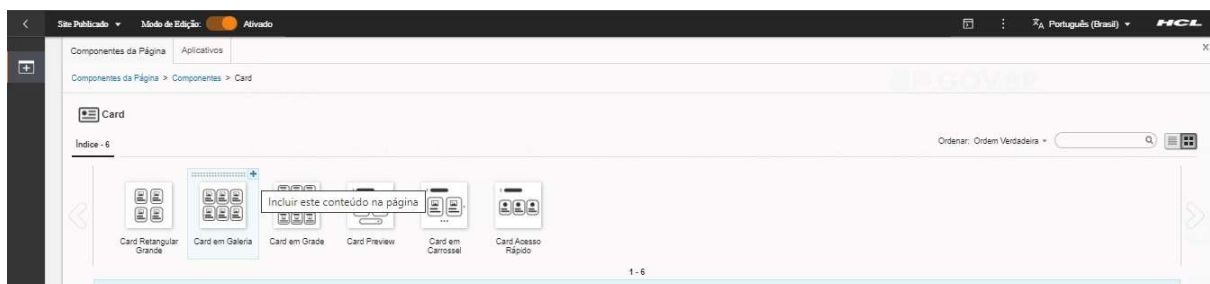 Site Publicado
Modo de Edição:
Ativado
Português (Brasil)
HCL
Componentes da Página
Aplicativos
x
Componentes da Página > Componentes > Card
Card
Índice - 6
Ordenar: Ordem Verdadeira
Incluir este conteúdo na página
Card Retangular
Grande
Card em Galeria
Card em Grade
Card Preview
Card em
Carrossel
Card Acesso
Rápido
1 - 6